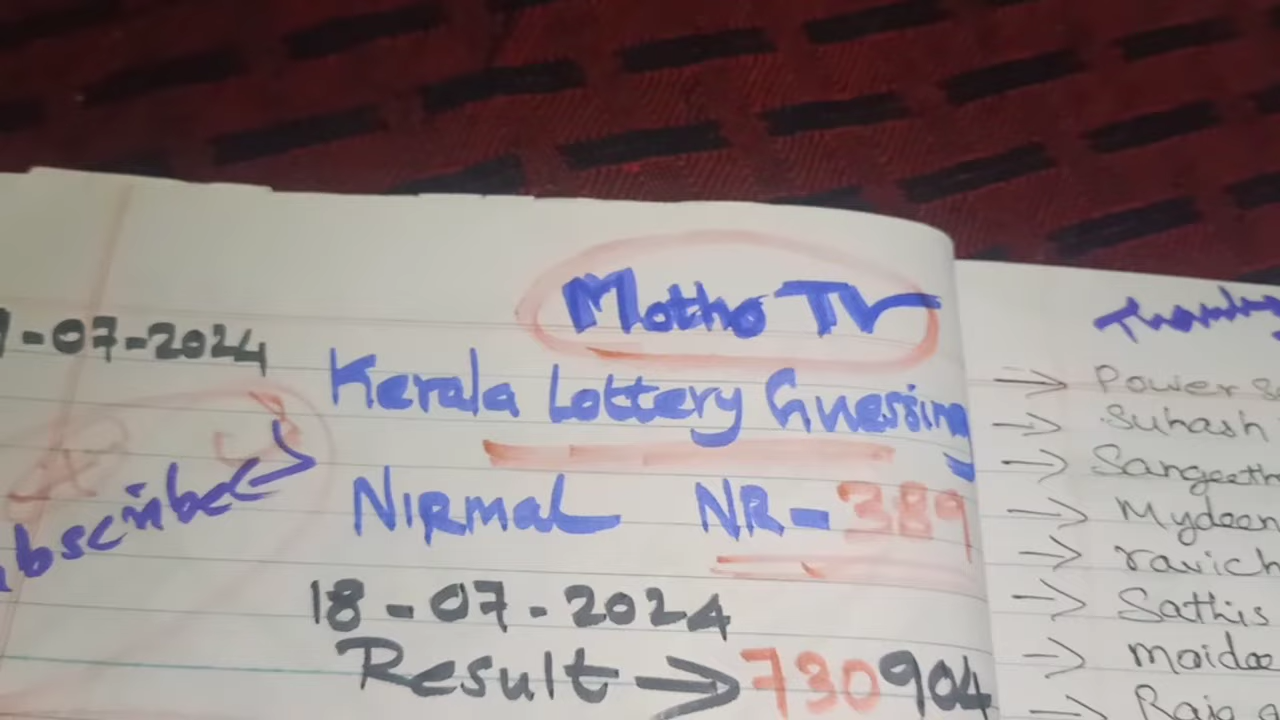 Motho TV
-07-2024
Kerala Lottery Guessing
bscribe
Nirmal NR-389
18-07-2024
Result → 730904
→ Power
→ Suhash
→ Sangeeth
→ Mydeen
→ ravich
→ Sathis
→ maidee
→ Raja